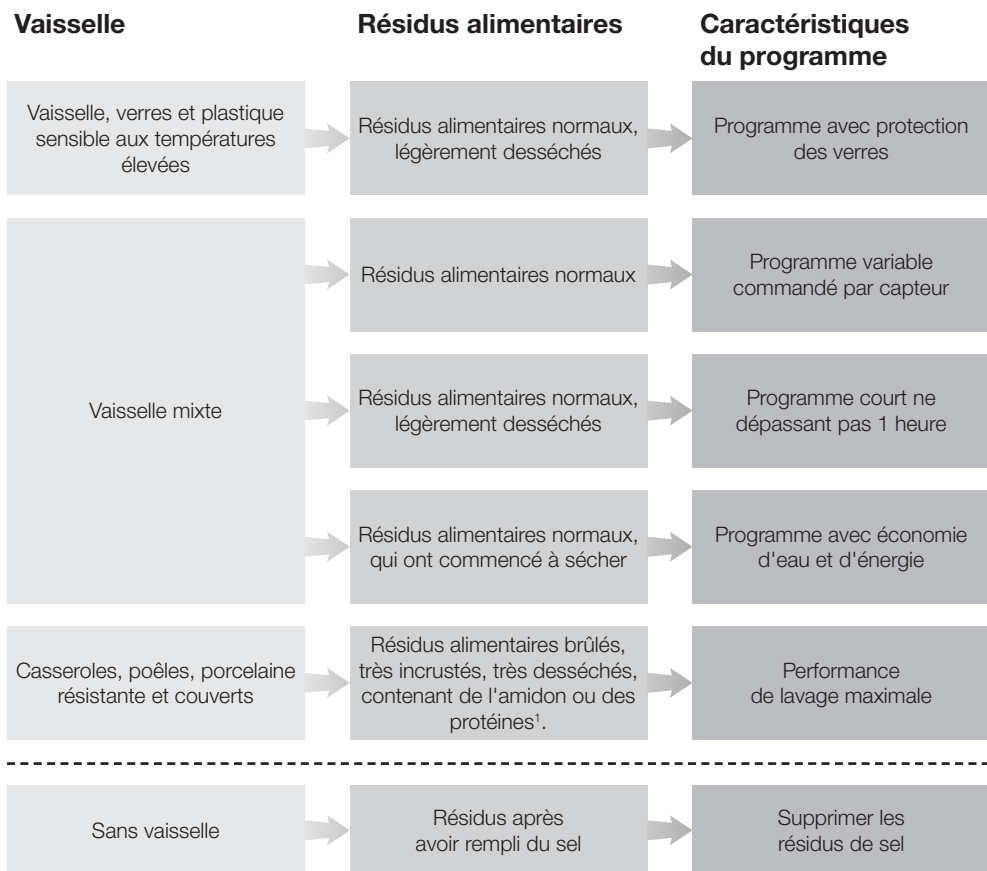 Vaisselle
Résidus alimentaires
Caractéristiques
du programme
Vaisselle, verres et plastique
sensible aux températures
élevées
Résidus alimentaires normaux,
légèrement desséchés
Programme avec protection
des verres
Vaisselle mixte
Résidus alimentaires normaux
Programme variable
commandé par capteur
Résidus alimentaires normaux,
légèrement desséchés
Programme court ne
dépassant pas 1 heure
Résidus alimentaires normaux,
qui ont commencé à sécher
Programme avec économie
d'eau et d'énergie
Casseroles, poêles, porcelaine
résistante et couverts
Résidus alimentaires brûlés,
très incrustés, très desséchés,
contenant de l'amidon ou des
protéines¹.
Performance
de lavage maximale
Sans vaisselle
Résidus après
avoir rempli du sel
Supprimer les
résidus de sel